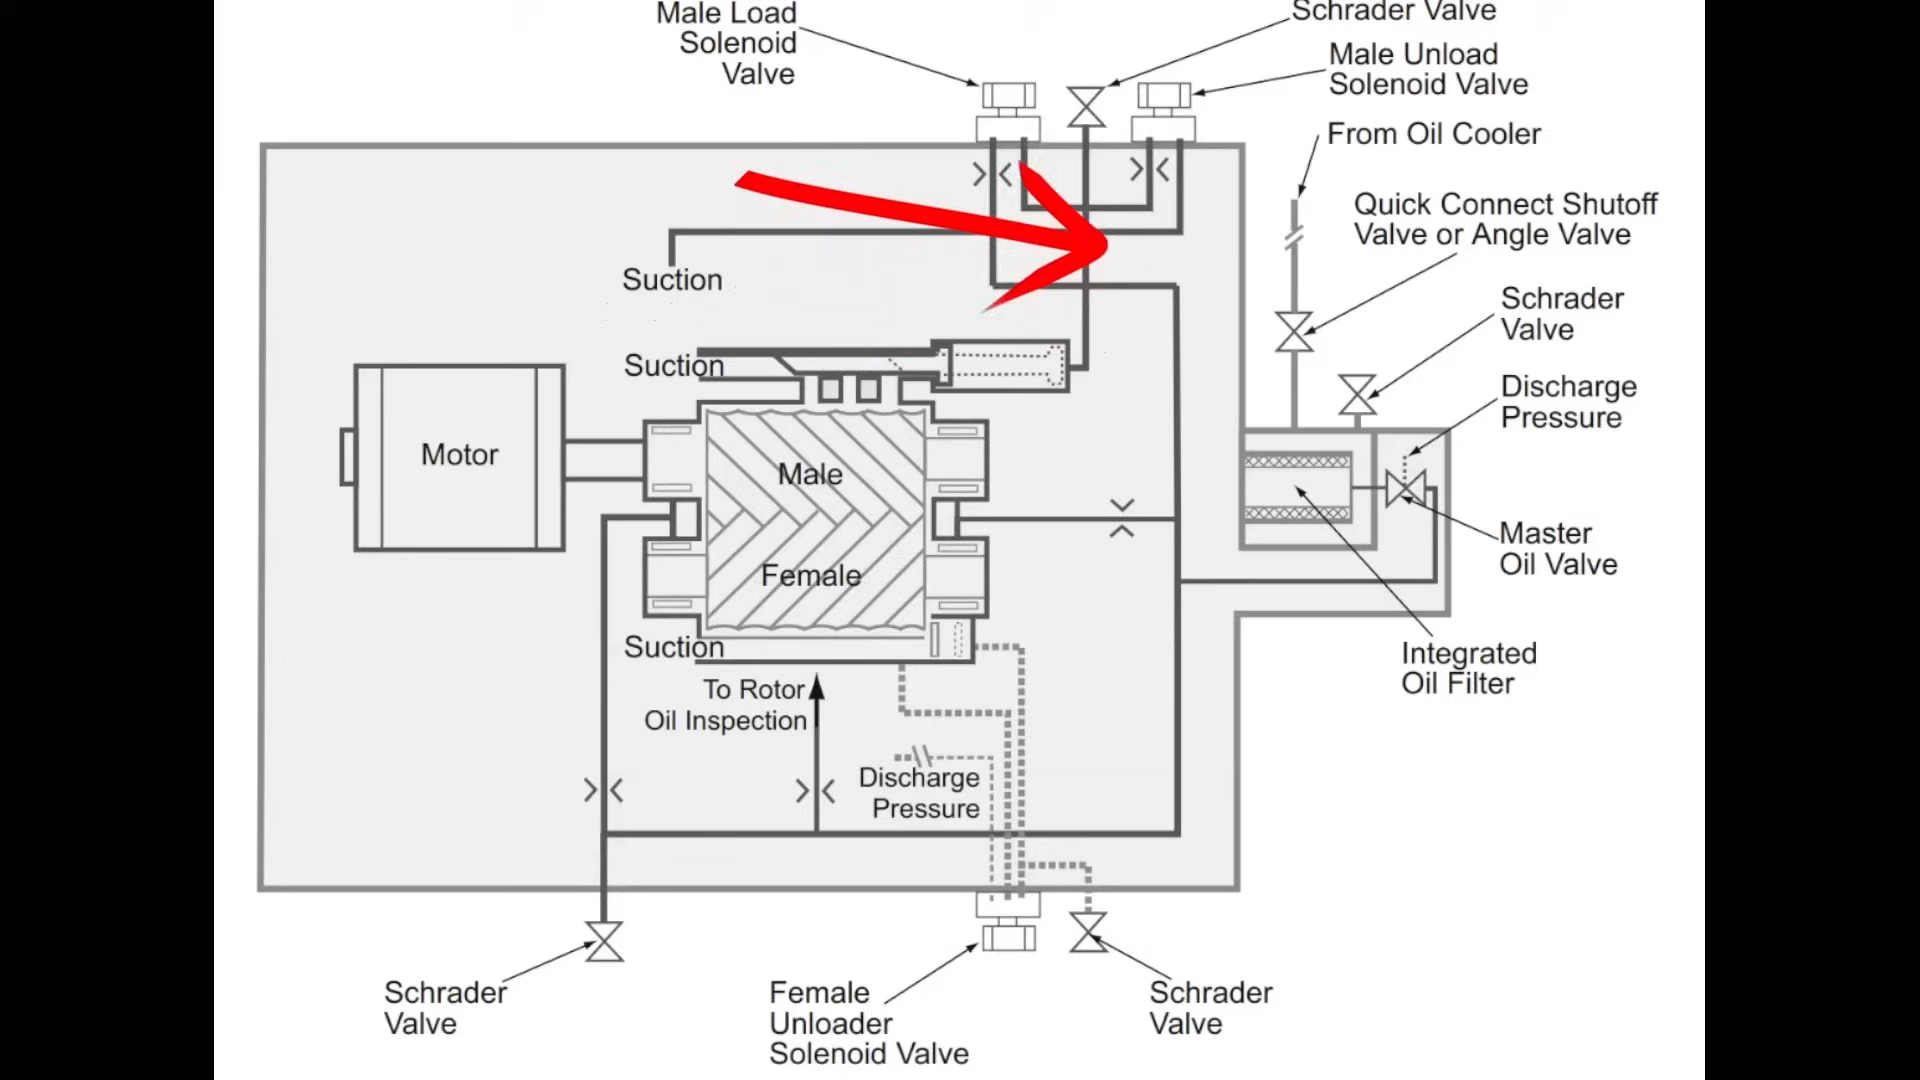 Male Load
Solenoid
Valve
Schrader Valve
Male Unload
Solenoid Valve
From Oil Cooler
Quick Connect Shutoff
Valve or Angle Valve
Suction
Schrader
Valve
Suction
Discharge
Pressure
Motor
Male
Master
Oil Valve
Female
Suction
Integrated
Oil Filter
To Rotor
Oil Inspection
Discharge
Pressure
Schrader
Valve
Female
Unloader
Solenoid Valve
Schrader
Valve